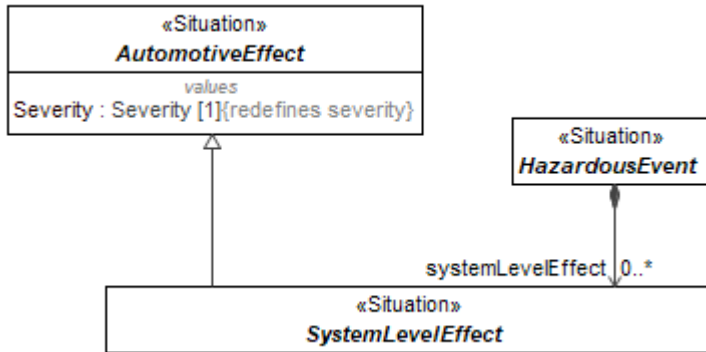 «Situation»
AutomotiveEffect
values
Severity : Severity [1]{redefines severity}
«Situation»
HazardousEvent
systemLevelEffect 0..*
«Situation»
SystemLevelEffect